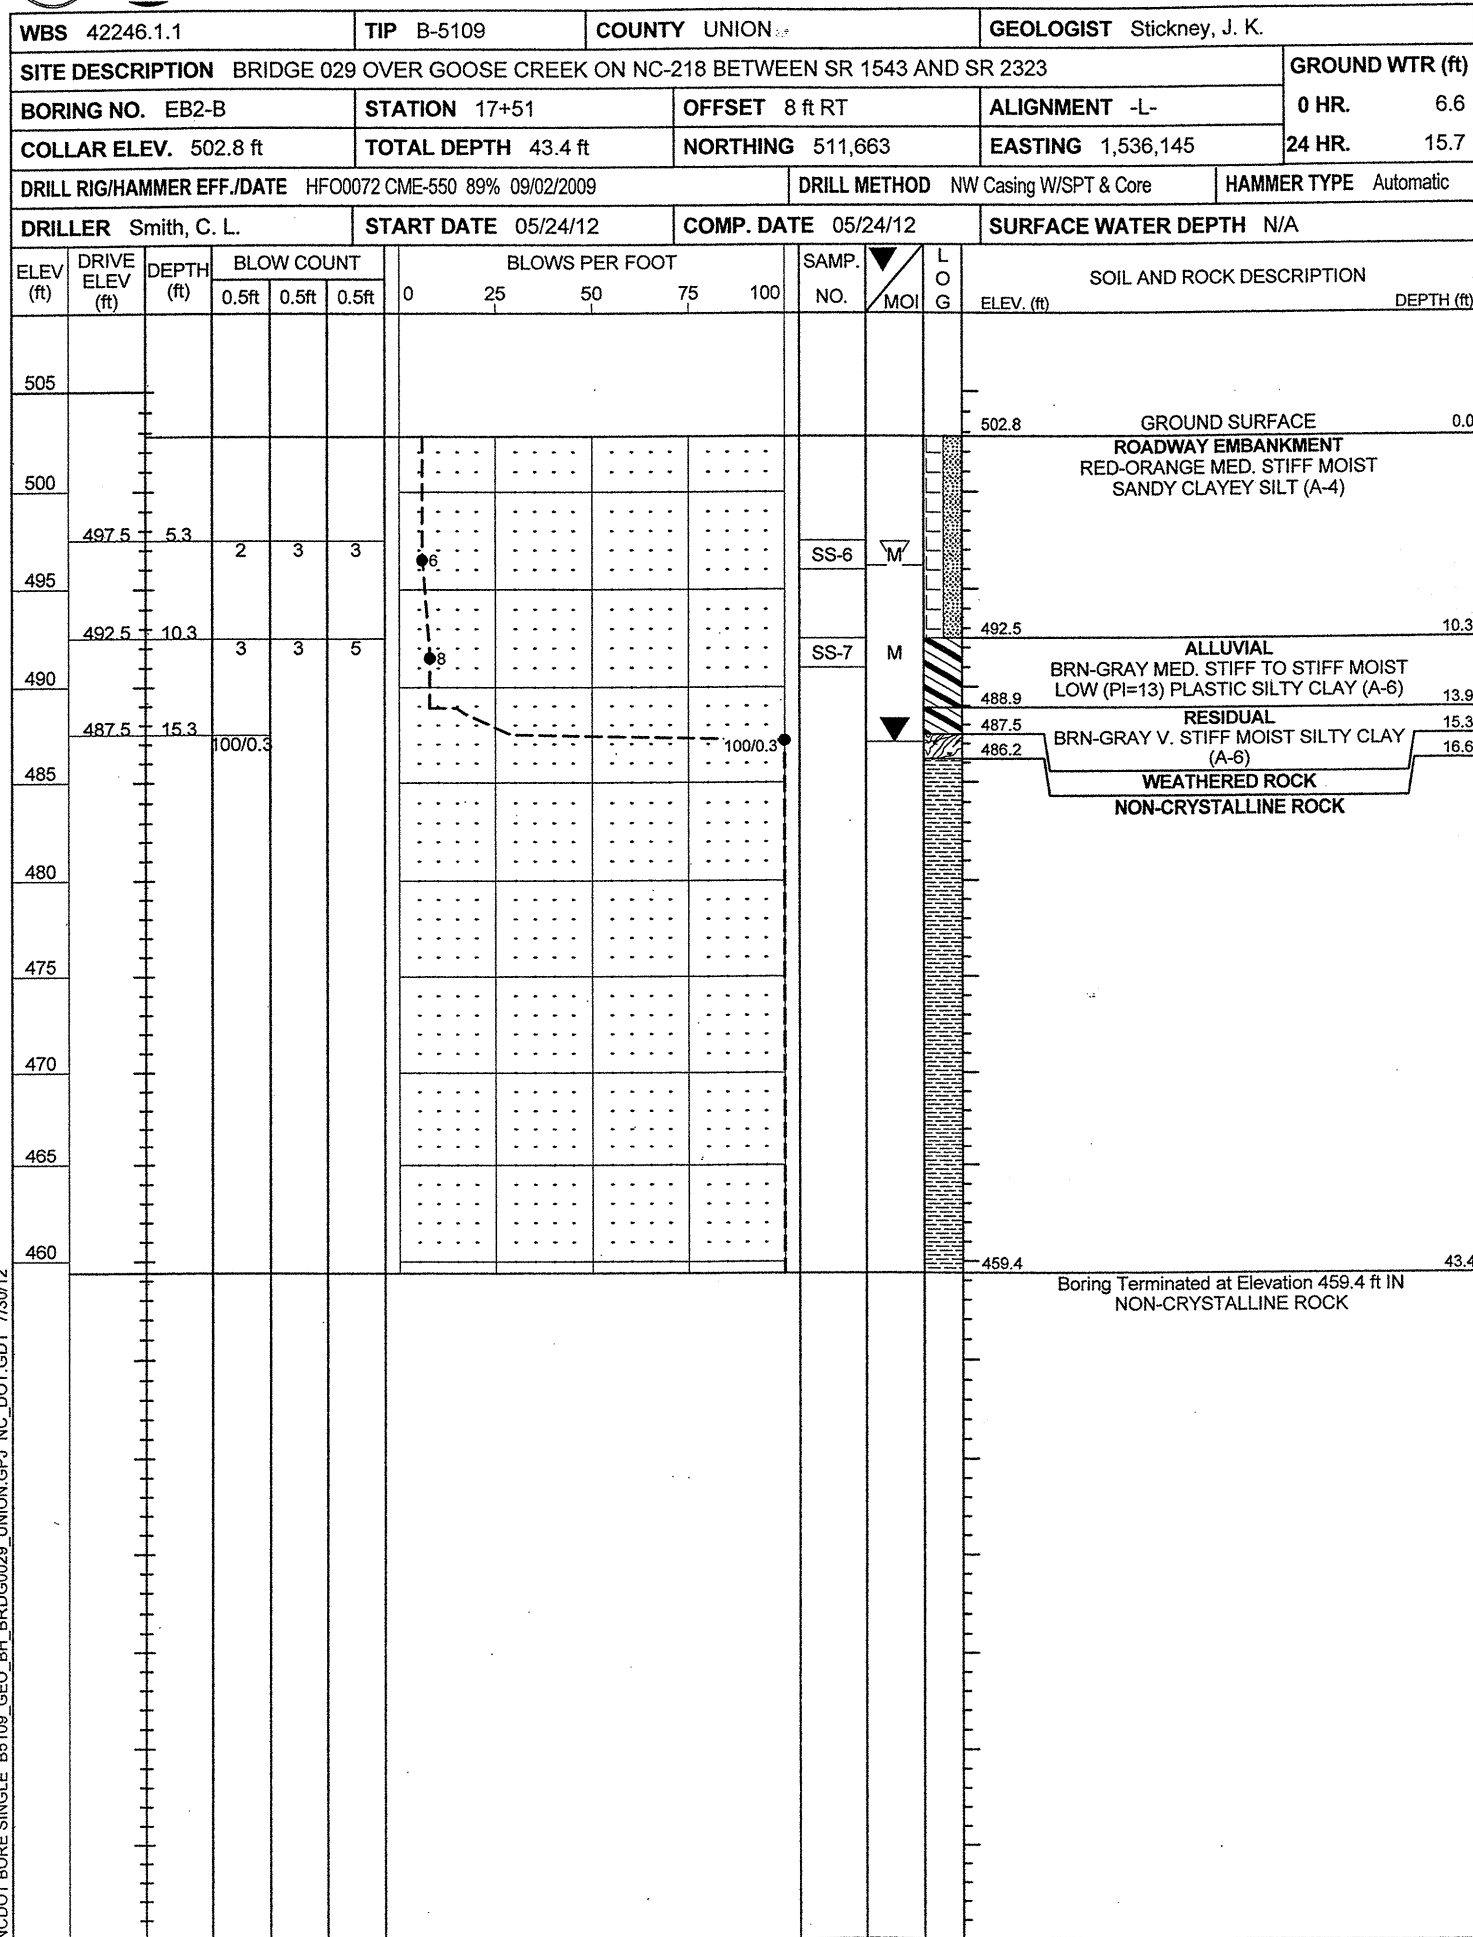 WBS 42246.1.1 TIP B-5109 COUNTY UNION GEOLOGIST Stickney, J. K.
SITE DESCRIPTION BRIDGE 029 OVER GOOSE CREEK ON NC-218 BETWEEN SR 1543 AND SR 2323 GROUND WTR (ft)
BORING NO. EB2-B STATION 17+51 OFFSET 8 ft RT ALIGNMENT -L- 0 HR. 6.6
COLLAR ELEV. 502.8 ft TOTAL DEPTH 43.4 ft NORTHING 511,663 EASTING 1,536,145 24 HR. 15.7
DRILL RIG/HAMMER EFF./DATE HFO0072 CME-550 89% 09/02/2009 DRILL METHOD NW Casing W/SPT & Core HAMMER TYPE Automatic
DRILLER Smith, C. L. START DATE 05/24/12 COMP. DATE 05/24/12 SURFACE WATER DEPTH N/A
ELEV (ft) DRIVE ELEV (ft) DEPTH (ft) BLOW COUNT BLOWS PER FOOT SAMP. NO. MOI LOG SOIL AND ROCK DESCRIPTION
0.5ft 0.5ft 0.5ft 0 25 50 75 100 ELEV. (ft) DEPTH (ft)
505
502.8 GROUND SURFACE 0.0
ROADWAY EMBANKMENT
RED-ORANGE MED. STIFF MOIST
500
SANDY CLAYEY SILT (A-4)
497.5 5.3
2 3 3 6 SS-6 M
495
492.5 10.3 492.5 10.3
3 3 5 8 SS-7 M ALLUVIAL
BRN-GRAY MED. STIFF TO STIFF MOIST
490 LOW (PI=13) PLASTIC SILTY CLAY (A-6)
488.9 13.9
RESIDUAL
487.5 15.3 487.5 15.3
100/0.3 100/0.3 BRN-GRAY V. STIFF MOIST SILTY CLAY
486.2 16.6
(A-6)
485 WEATHERED ROCK
NON-CRYSTALLINE ROCK
480
475
470
465
460
459.4 43.4
Boring Terminated at Elevation 459.4 ft IN
NON-CRYSTALLINE ROCK
NCDOT BORE SINGLE B5109_GEO_BH_BRDG0029_UNION.GPJ NC_DOT.GDT 7/30/12